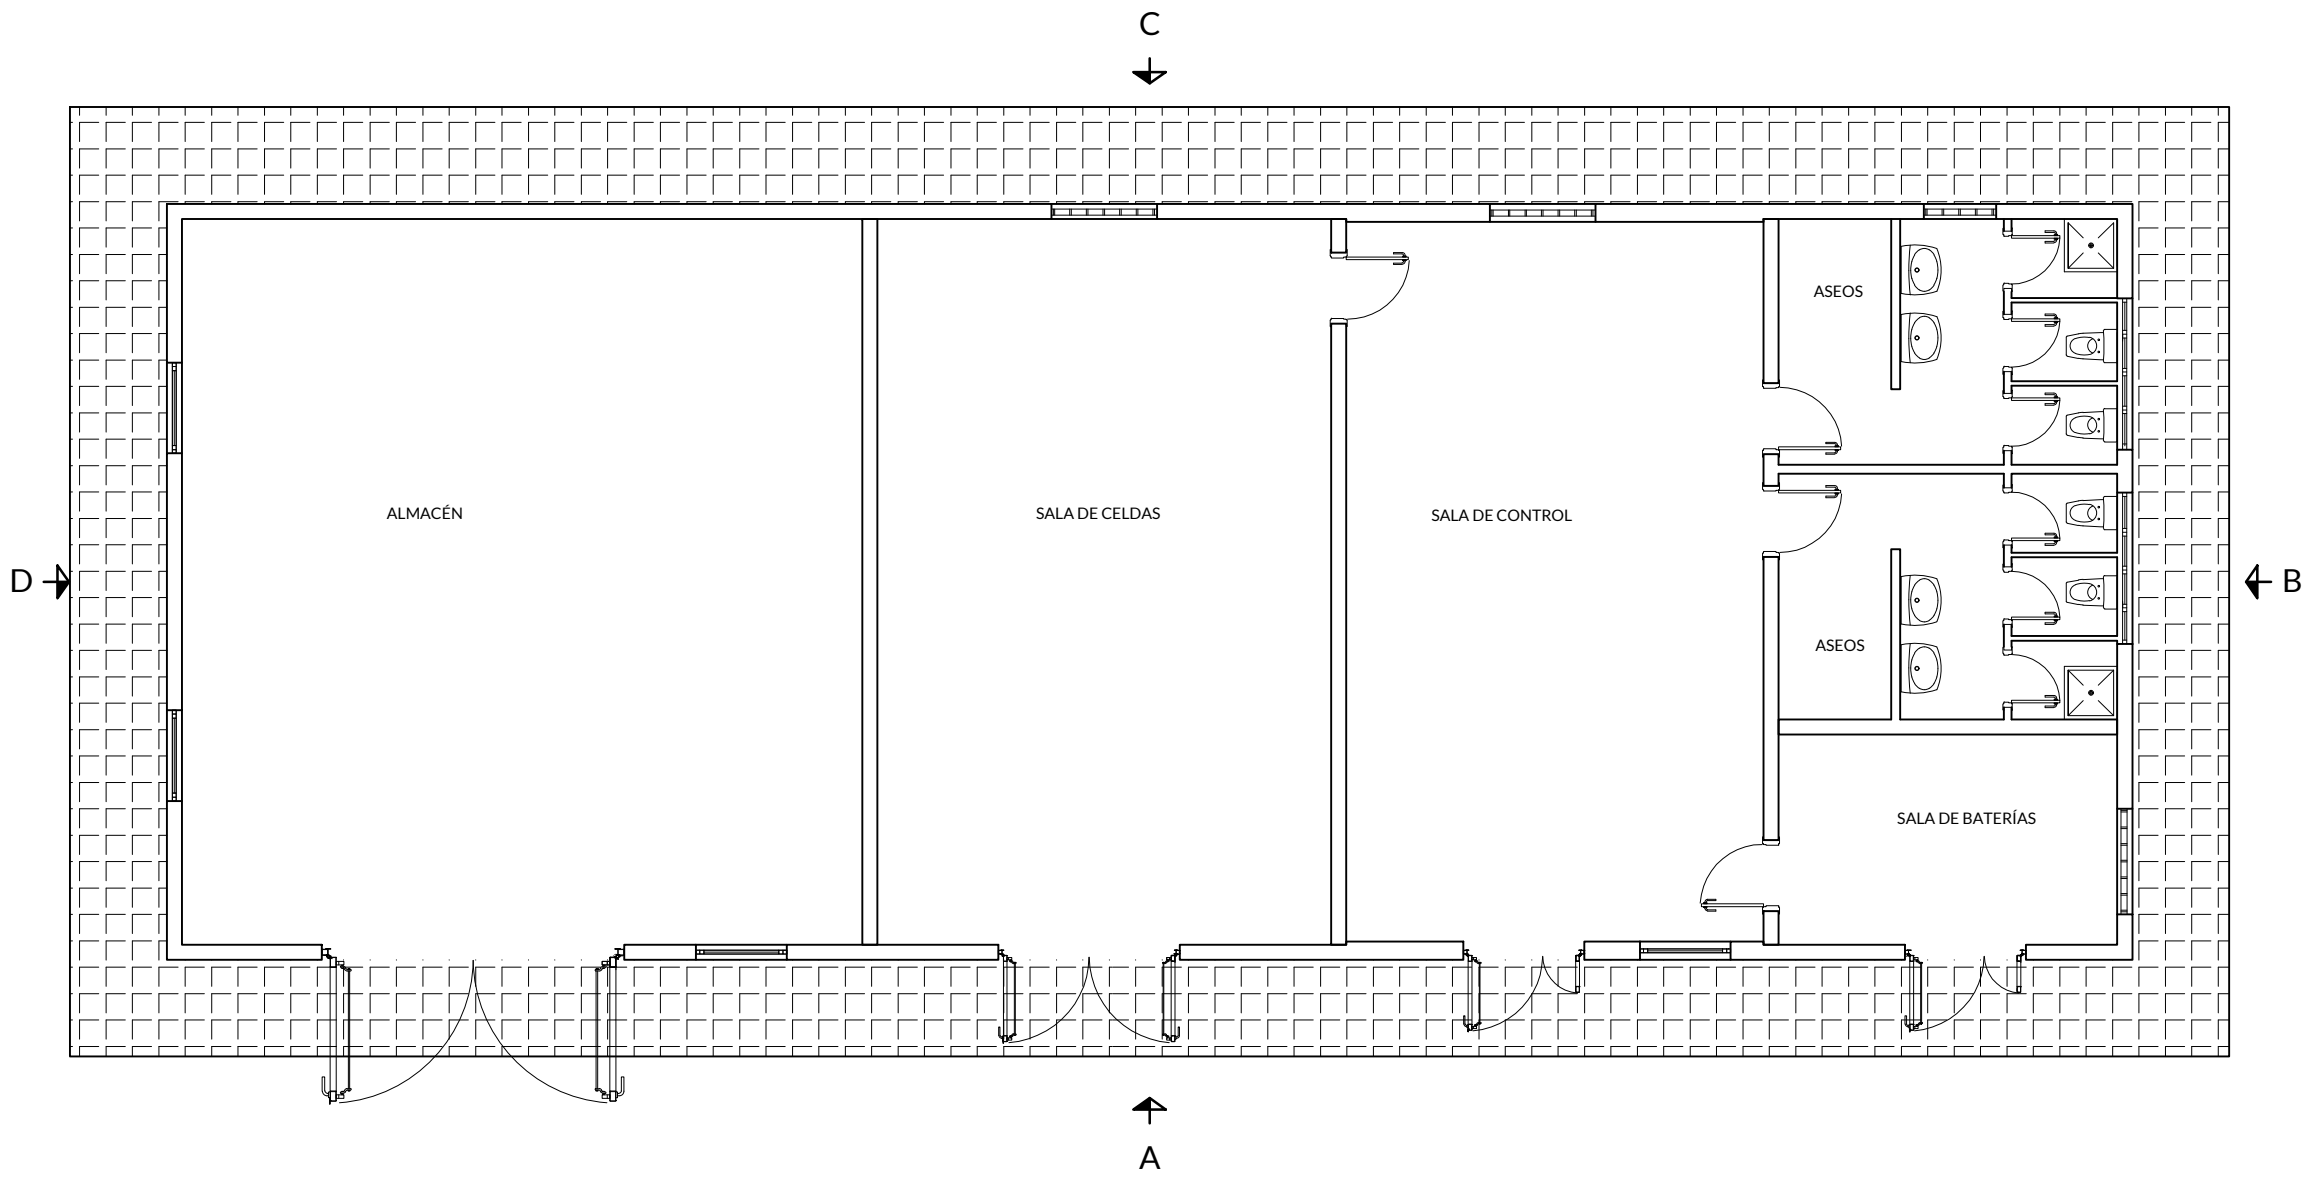 C
ASEOS
ALMACÉN
SALA DE CELDAS
SALA DE CONTROL
D
B
ASEOS
SALA DE BATERÍAS
A